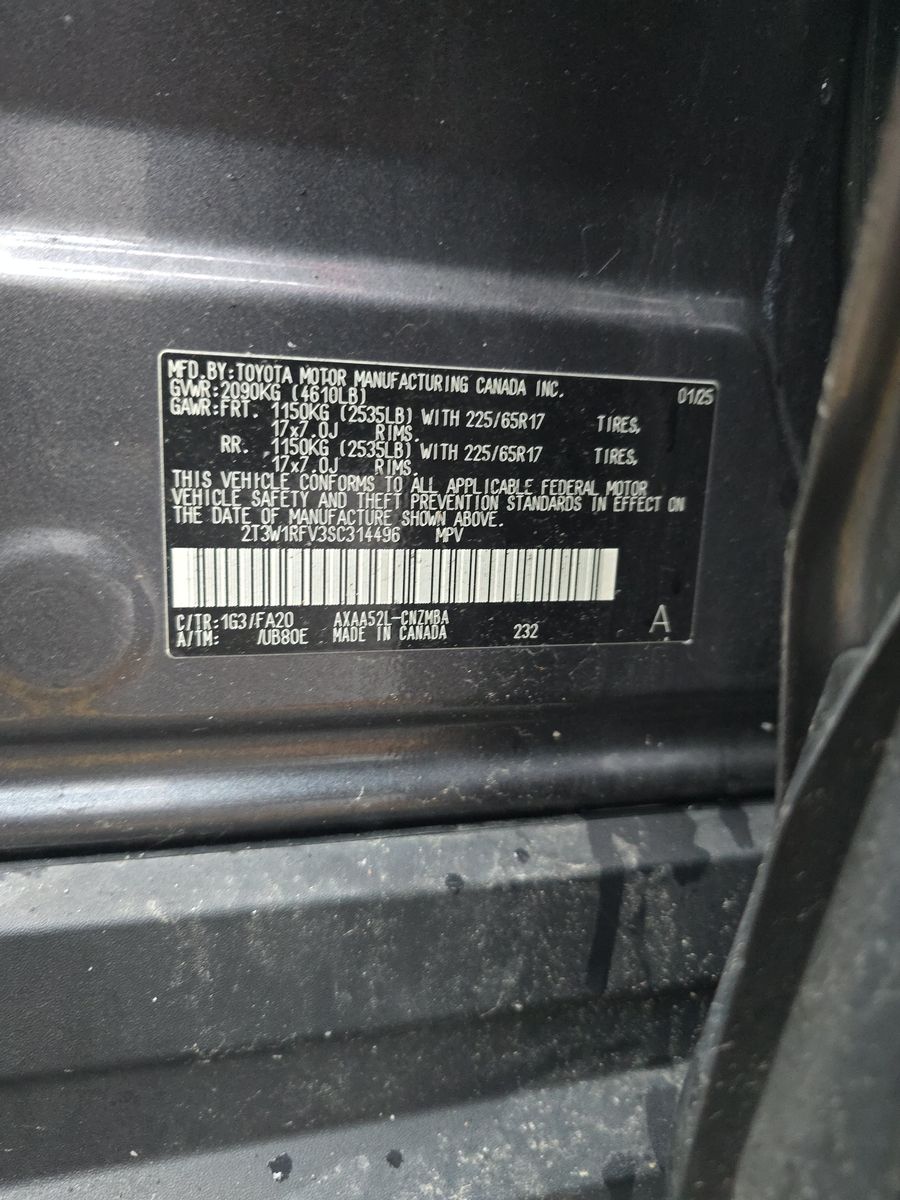 MFD.BY:TOYOTA MOTOR MANUFACTURING CANADA INC.
GVWR:2090KG (4610LB) 01/25
GAWR:FRT. 1150KG (2535LB) WITH 225/65R17 TIRES,
17x7.0J RIMS.
RR. 1150KG (2535LB) WITH 225/65R17 TIRES,
17x7.0J RIMS.
THIS VEHICLE CONFORMS TO ALL APPLICABLE FEDERAL MOTOR
VEHICLE SAFETY AND THEFT PREVENTION STANDARDS IN EFFECT ON
THE DATE OF MANUFACTURE SHOWN ABOVE.
2T3W1RFV3SC314496 MPV
C/TR:1G3/FA20 AXAA52L-CNZMBA
A/TM: /UB80E MADE IN CANADA 232 A